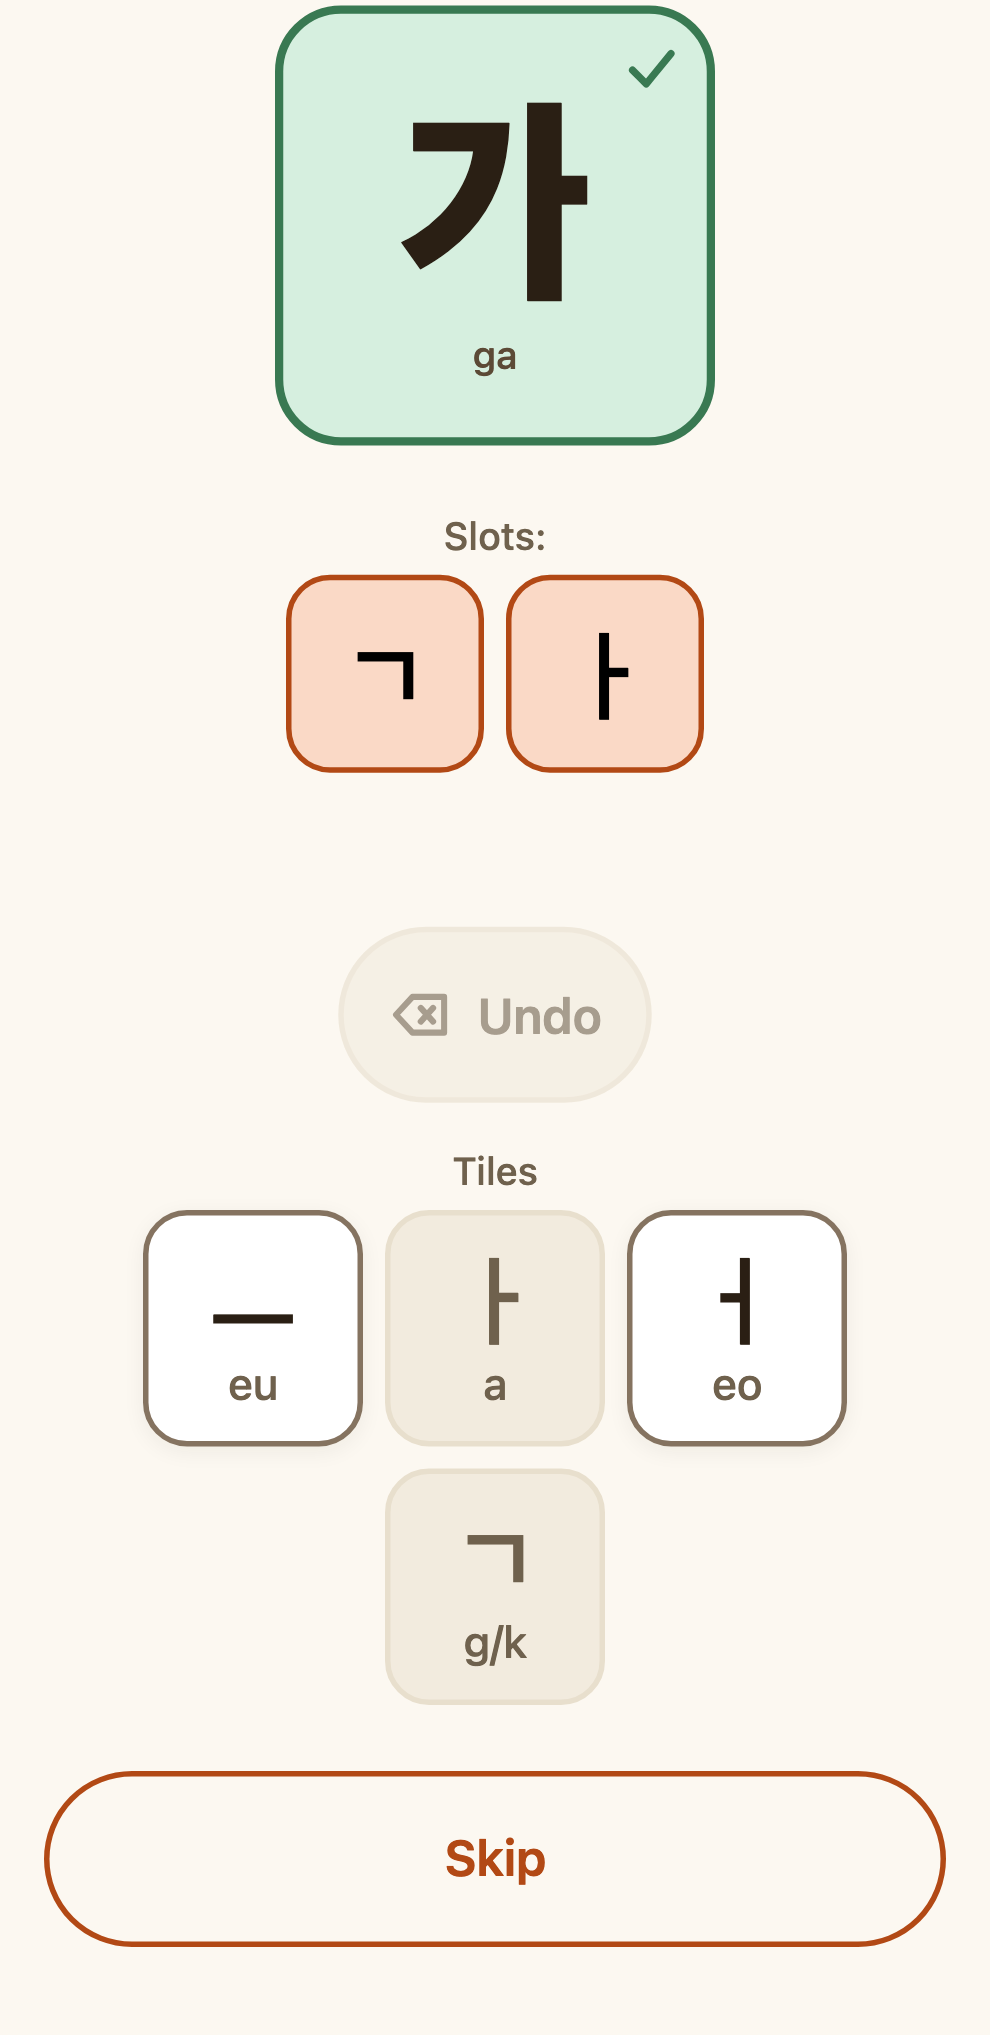 가
ga
Slots:
ㄱ ㅏ
Undo
Tiles
ㅡ ㅏ ㅓ
eu a eo
ㄱ
g/k
Skip